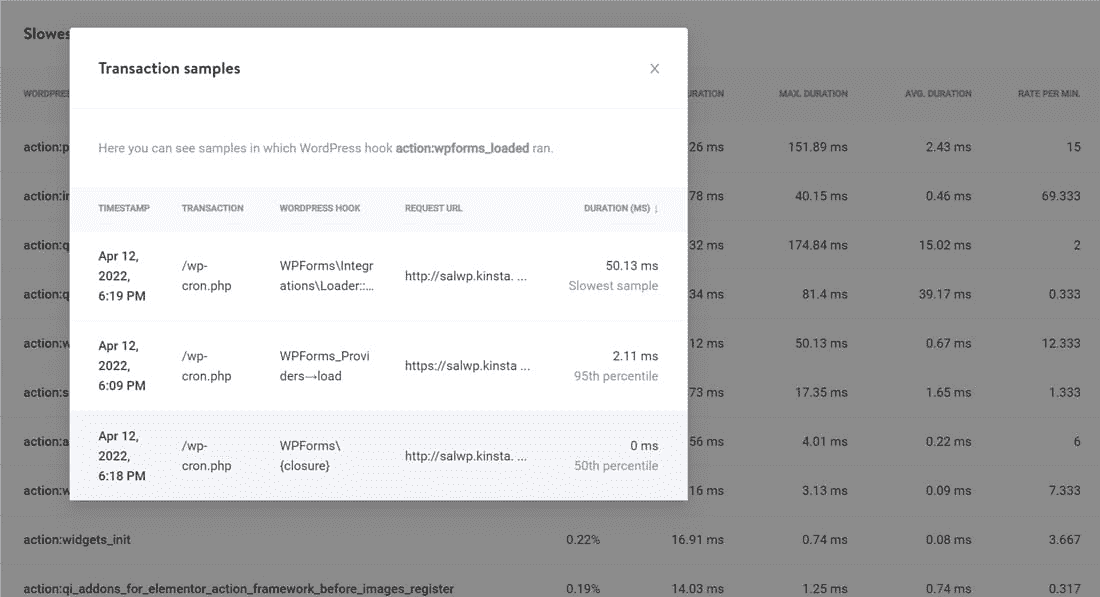 Slowes
Transaction samples
WORDPRE URATION MAX. DURATION AVG. DURATION RATE PER MIN.
Here you can see samples in which WordPress hook action:wpforms_loaded ran.
action:p 26 ms 151.89 ms 2.43 ms 15
action:in 78 ms 40.15 ms 0.46 ms 69.333
TIMESTAMP TRANSACTION WORDPRESS HOOK REQUEST URL DURATION (MS) ↓
action:q 32 ms 174.84 ms 15.02 ms 2
Apr 12,
2022,
6:19 PM
/wp-
cron.php
WPForms\Integr
ations\Loader::...
http://salwp.kinsta. ...
50.13 ms
Slowest sample
action:q 34 ms 81.4 ms 39.17 ms 0.333
action:w 12 ms 50.13 ms 0.67 ms 12.333
Apr 12,
2022,
6:09 PM
/wp-
cron.php
WPForms_Provi
ders→load
https://salwp.kinsta ...
2.11 ms
95th percentile
action:s 73 ms 17.35 ms 1.65 ms 1.333
action:a 56 ms 4.01 ms 0.22 ms 6
Apr 12,
2022,
6:18 PM
/wp-
cron.php
WPForms\
{closure}
http://salwp.kinsta. ...
0 ms
50th percentile
action:w 16 ms 3.13 ms 0.09 ms 7.333
action:widgets_init 0.22% 16.91 ms 0.74 ms 0.08 ms 3.667
action:qi_addons_for_elementor_action_framework_before_images_register 0.19% 14.03 ms 1.25 ms 0.74 ms 0.317